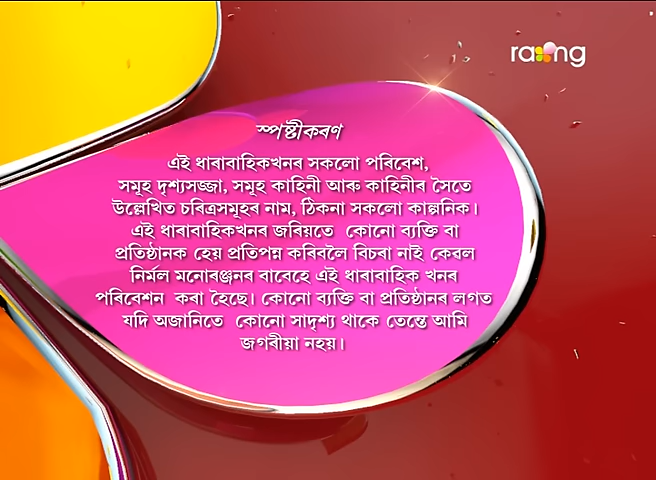 rang
স্পষ্টীকৰণ
এই ধাৰাবাহিকখনৰ সকলো পৰিবেশ,
সমূহ দৃশ্যসজ্জা, সমূহ কাহিনী আৰু কাহিনীৰ সৈতে
উল্লেখিত চৰিত্ৰসমূহৰ নাম, ঠিকনা সকলো কাল্পনিক।
এই ধাৰাবাহিকখনৰ জৰিয়তে কোনো ব্যক্তি বা
প্ৰতিষ্ঠানক হেয় প্ৰতিপন্ন কৰিবলৈ বিচৰা নাই কেৱল
নিৰ্মল মনোৰঞ্জনৰ বাবেহে এই ধাৰাবাহিক খনৰ
পৰিবেশন কৰা হৈছে। কোনো ব্যক্তি বা প্ৰতিষ্ঠানৰ লগত
যদি অজানিতে কোনো সাদৃশ্য থাকে তেন্তে আমি
জগৰীয়া নহয়।